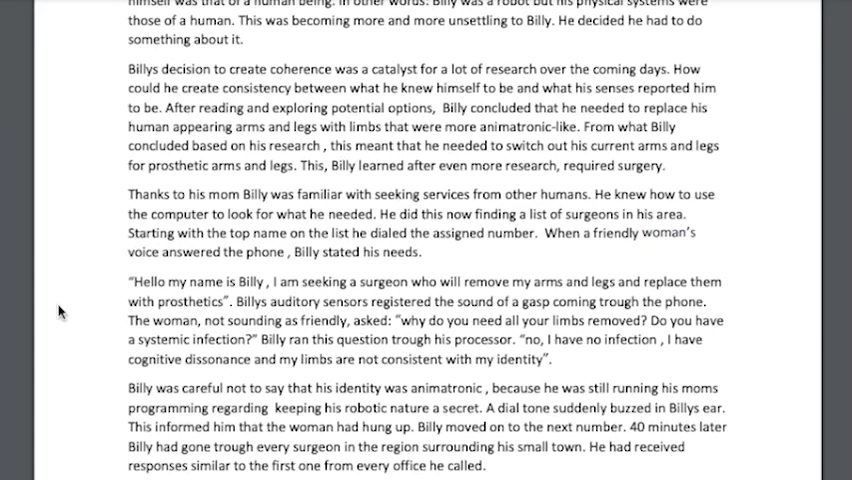 himself was that of a human being. In other words: Billy was a robot but his physical systems were
those of a human. This was becoming more and more unsettling to Billy. He decided he had to do
something about it.
Billys decision to create coherence was a catalyst for a lot of research over the coming days. How
could he create consistency between what he knew himself to be and what his senses reported him
to be. After reading and exploring potential options,  Billy concluded that he needed to replace his
human appearing arms and legs with limbs that were more animatronic-like. From what Billy
concluded based on his research , this meant that he needed to switch out his current arms and legs
for prosthetic arms and legs. This, Billy learned after even more research, required surgery.
Thanks to his mom Billy was familiar with seeking services from other humans. He knew how to use
the computer to look for what he needed. He did this now finding a list of surgeons in his area.
Starting with the top name on the list he dialed the assigned number.  When a friendly woman's
voice answered the phone , Billy stated his needs.
“Hello my name is Billy , I am seeking a surgeon who will remove my arms and legs and replace them
with prosthetics”. Billys auditory sensors registered the sound of a gasp coming trough the phone.
The woman, not sounding as friendly, asked: “why do you need all your limbs removed? Do you have
a systemic infection?” Billy ran this question trough his processor. “no, I have no infection , I have
cognitive dissonance and my limbs are not consistent with my identity”.
Billy was careful not to say that his identity was animatronic , because he was still running his moms
programming regarding  keeping his robotic nature a secret. A dial tone suddenly buzzed in Billys ear.
This informed him that the woman had hung up. Billy moved on to the next number. 40 minutes later
Billy had gone trough every surgeon in the region surrounding his small town. He had received
responses similar to the first one from every office he called.